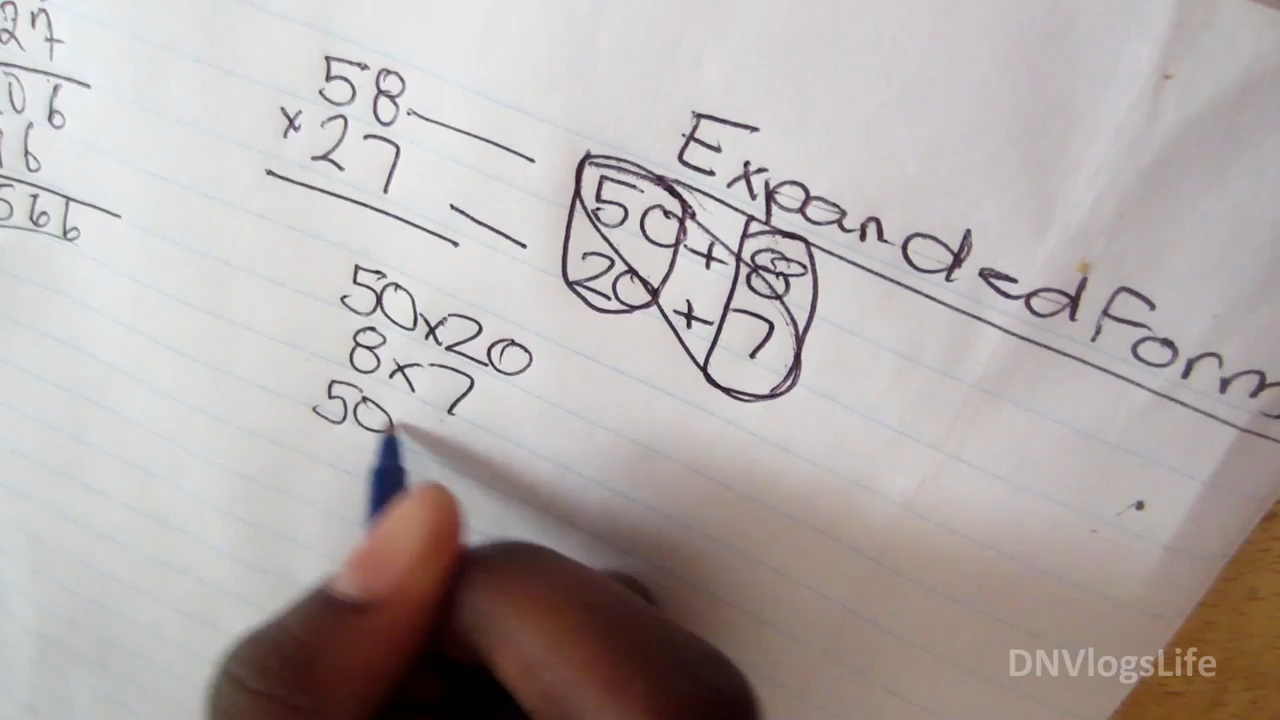 27
06
16
566
58
× 27
Expanded Form
50 + 8
20 + 7
50×20
8×7
50
DNVlogsLife